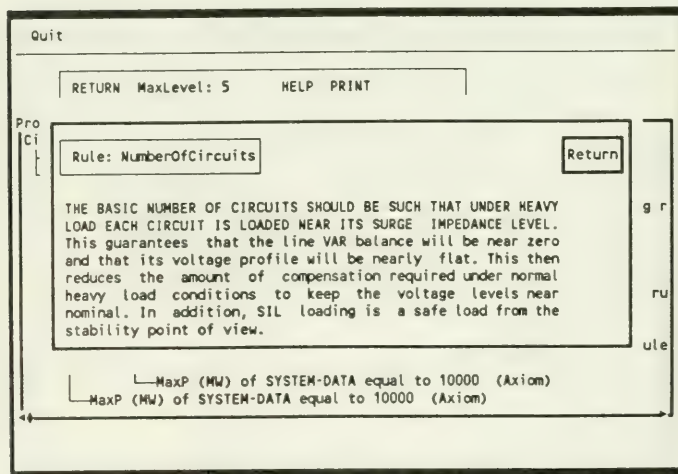 Quit
RETURN MaxLevel: 5 HELP PRINT
Pro
Ci
Rule: NumberOfCircuits
Return
THE BASIC NUMBER OF CIRCUITS SHOULD BE SUCH THAT UNDER HEAVY
LOAD EACH CIRCUIT IS LOADED NEAR ITS SURGE IMPEDANCE LEVEL.
This guarantees that the line VAR balance will be near zero
and that its voltage profile will be nearly flat. This then
reduces the amount of compensation required under normal
heavy load conditions to keep the voltage levels near
nominal. In addition, SIL loading is a safe load from the
stability point of view.
g r
ru
ule
MaxP (MW) of SYSTEM-DATA equal to 10000 (Axiom)
MaxP (MW) of SYSTEM-DATA equal to 10000 (Axiom)